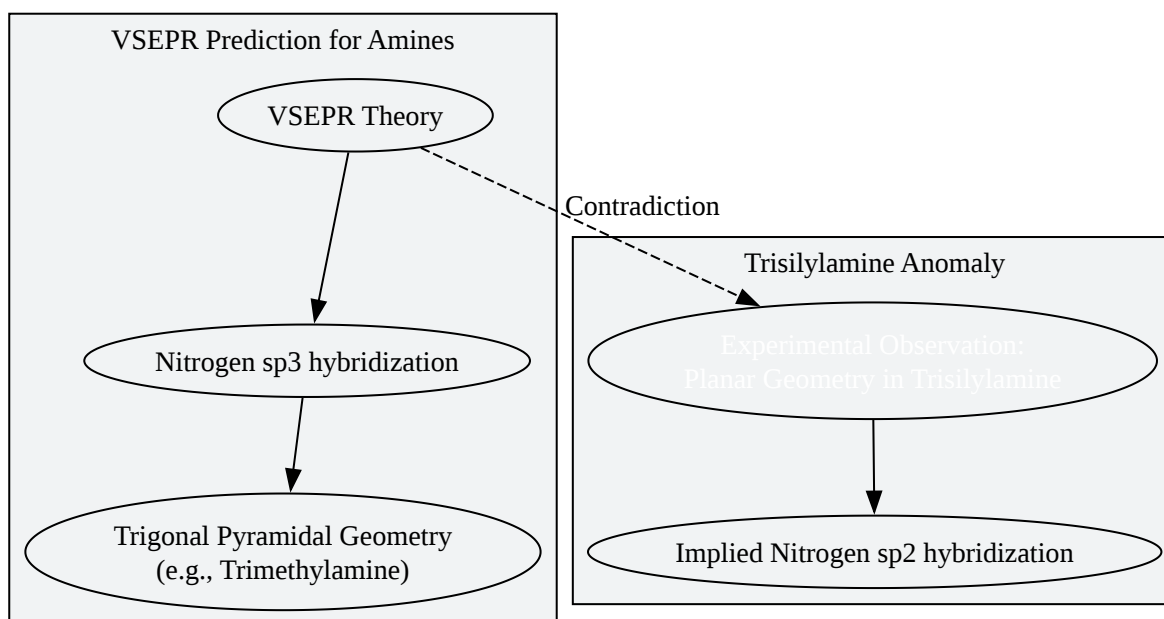 VSEPR Prediction for Amines
VSEPR Theory
Contradiction
Nitrogen sp3 hybridization
Trigonal Pyramidal Geometry
(e.g., Trimethylamine)
Trisilylamine Anomaly
Experimental Observation:
Planar Geometry in Trisilylamine
Implied Nitrogen sp2 hybridization